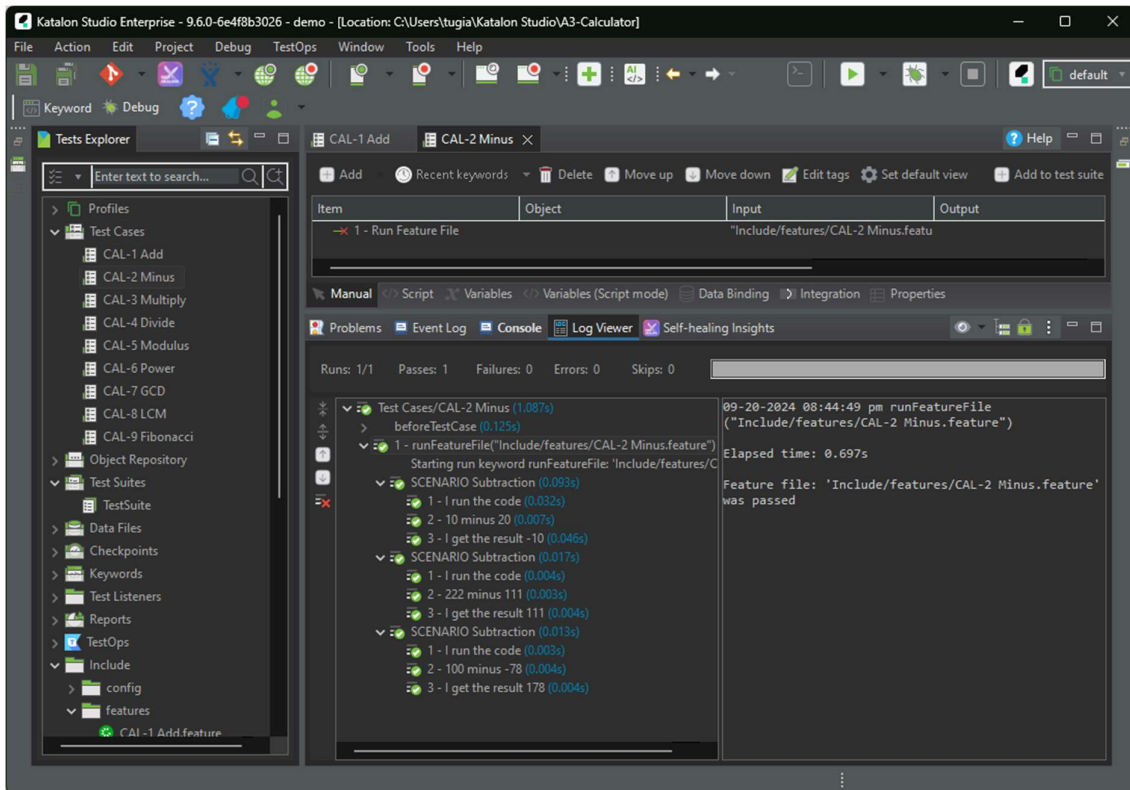 Katalon Studio Enterprise - 9.6.0-6e4f8b3026 - demo - [Location: C:\Users\tugia\Katalon Studio\A3-Calculator]
File Action Edit Project Debug TestOps Window Tools Help
default
Keyword Debug
Tests Explorer
Enter text to search...
Profiles
Test Cases
CAL-1 Add
CAL-2 Minus
CAL-3 Multiply
CAL-4 Divide
CAL-5 Modulus
CAL-6 Power
CAL-7 GCD
CAL-8 LCM
CAL-9 Fibonacci
Object Repository
Test Suites
TestSuite
Data Files
Checkpoints
Keywords
Test Listeners
Reports
TestOps
Include
config
features
CAL-1 Add.feature
CAL-1 Add CAL-2 Minus Help
Add Recent keywords Delete Move up Move down Edit tags Set default view Add to test suite
Item Object Input Output
1 - Run Feature File "Include/features/CAL-2 Minus.featu
Manual Script Variables Variables (Script mode) Data Binding Integration Properties
Problems Event Log Console Log Viewer Self-healing Insights
Runs: 1/1 Passes: 1 Failures: 0 Errors: 0 Skips: 0
Test Cases/CAL-2 Minus (1.087s)
beforeTestCase (0.125s)
1 - runFeatureFile("Include/features/CAL-2 Minus.feature")
Starting run keyword runFeatureFile: 'Include/features/C
SCENARIO Subtraction (0.093s)
1 - I run the code (0.032s)
2 - 10 minus 20 (0.007s)
3 - I get the result -10 (0.046s)
SCENARIO Subtraction (0.017s)
1 - I run the code (0.004s)
2 - 222 minus 111 (0.003s)
3 - I get the result 111 (0.004s)
SCENARIO Subtraction (0.013s)
1 - I run the code (0.003s)
2 - 100 minus -78 (0.004s)
3 - I get the result 178 (0.004s)
09-20-2024 08:44:49 pm runFeatureFile
("Include/features/CAL-2 Minus.feature")
Elapsed time: 0.697s
Feature file: 'Include/features/CAL-2 Minus.feature'
was passed